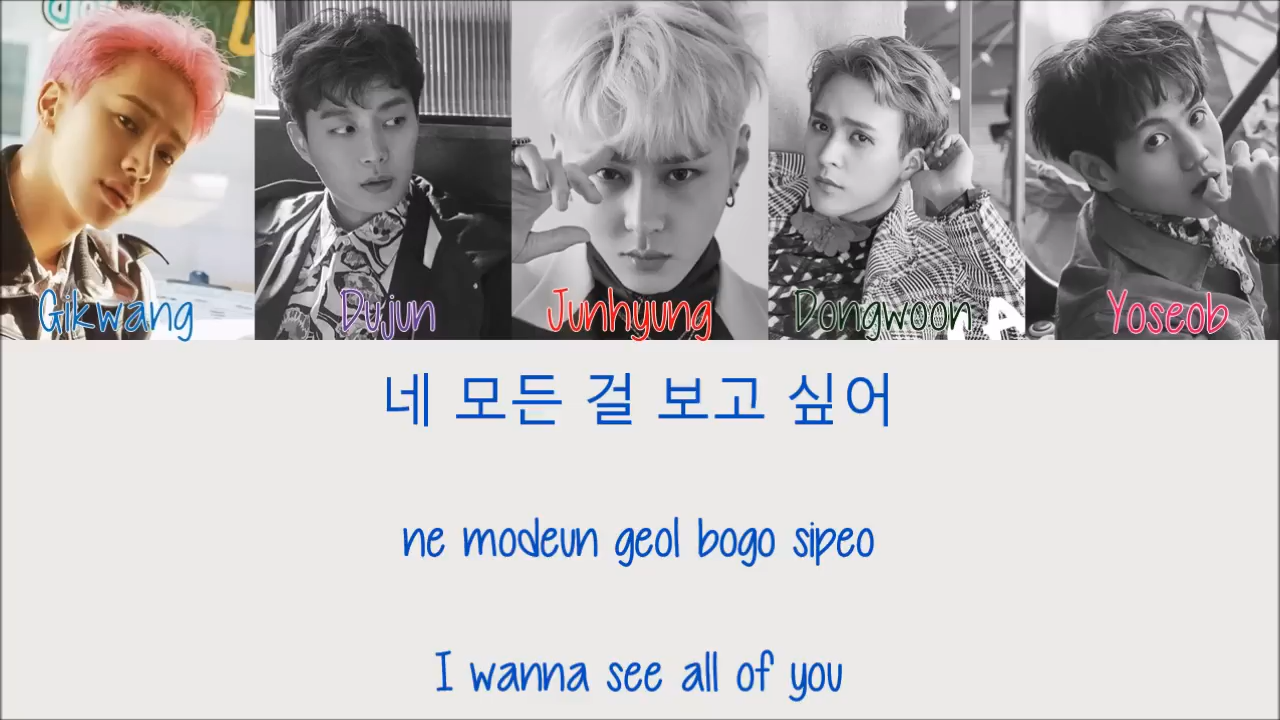 Gikwang Dujun Junhyung Dongwoon Yoseob
네 모든 걸 보고 싶어
ne modeun geol bogo sipeo
I wanna see all of you